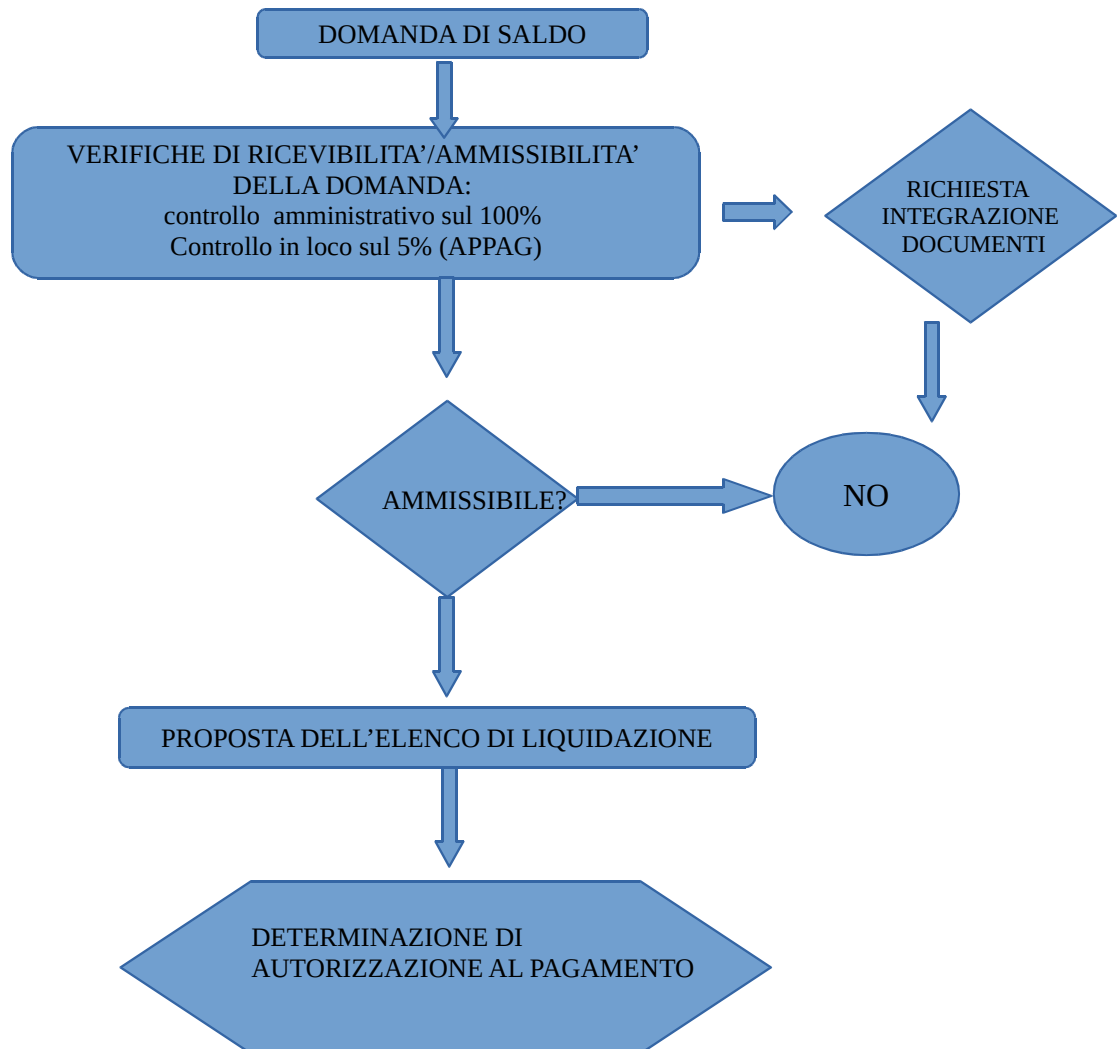 DOMANDA DI SALDO
VERIFICHE DI RICEVIBILITA’/AMMISSIBILITA’
DELLA DOMANDA:
controllo  amministrativo sul 100%
Controllo in loco sul 5% (APPAG)
RICHIESTA
INTEGRAZIONE
DOCUMENTI
AMMISSIBILE?
NO
PROPOSTA DELL’ELENCO DI LIQUIDAZIONE
DETERMINAZIONE DI
AUTORIZZAZIONE AL PAGAMENTO